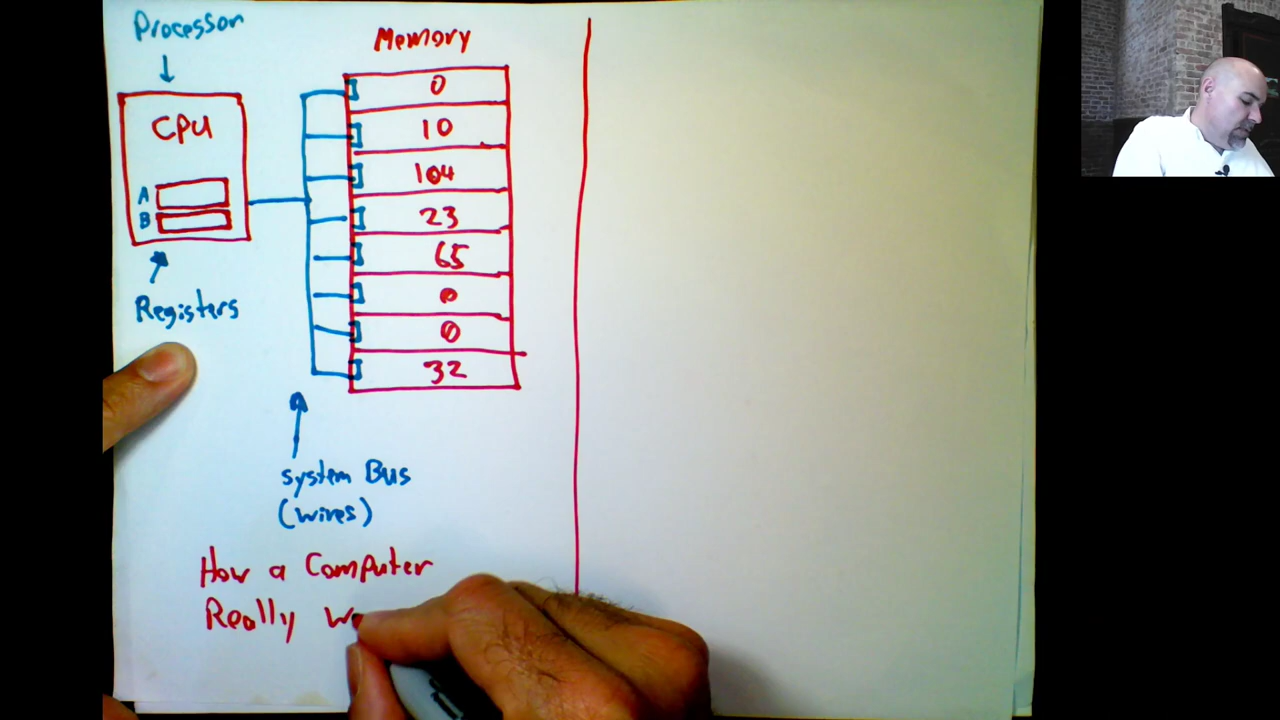 Processor
Memory
CPU
A
B
Registers
0
10
104
23
65
0
0
32
system Bus
(wires)
How a Computer
Really